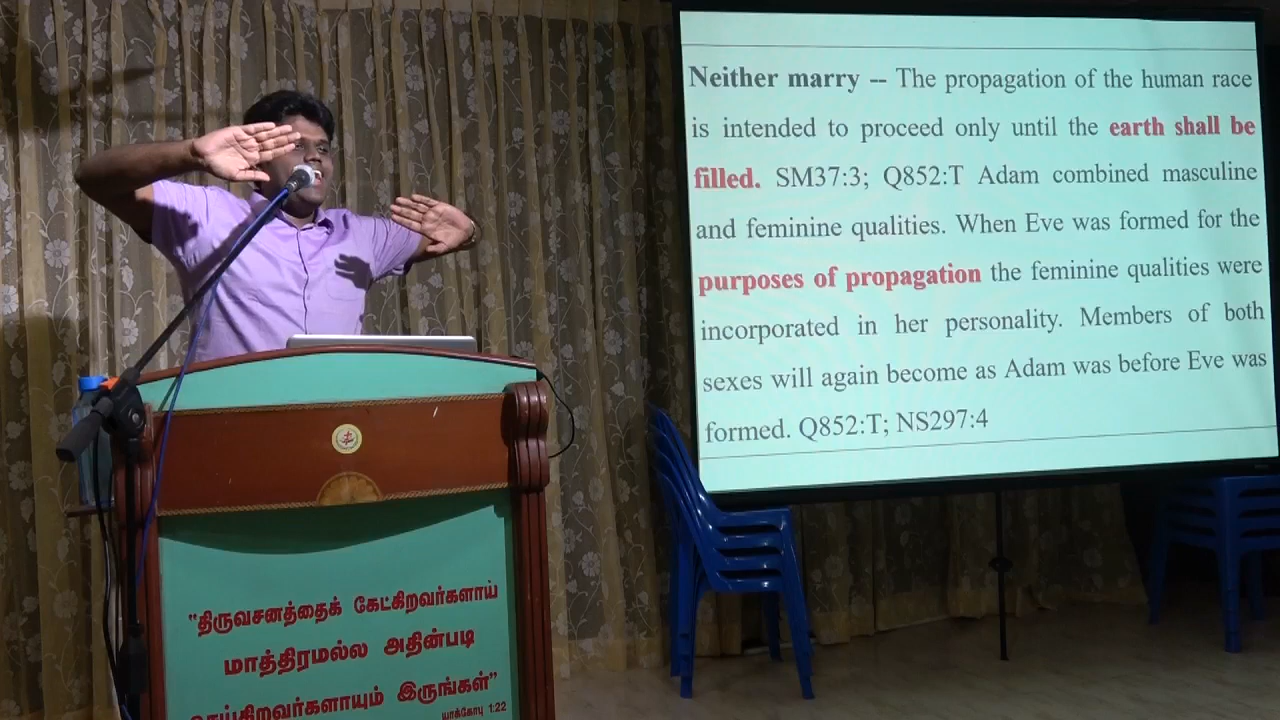 Neither marry -- The propagation of the human race
is intended to proceed only until the earth shall be
filled. SM37:3; Q852:T Adam combined masculine
and feminine qualities. When Eve was formed for the
purposes of propagation the feminine qualities were
incorporated in her personality. Members of both
sexes will again become as Adam was before Eve was
formed. Q852:T; NS297:4
"திருவசனத்தைக் கேட்கிறவர்களாய்
மாத்திரமல்ல அதின்படி
செய்கிறவர்களாயும் இருங்கள்"
யாக்கோபு 1:22